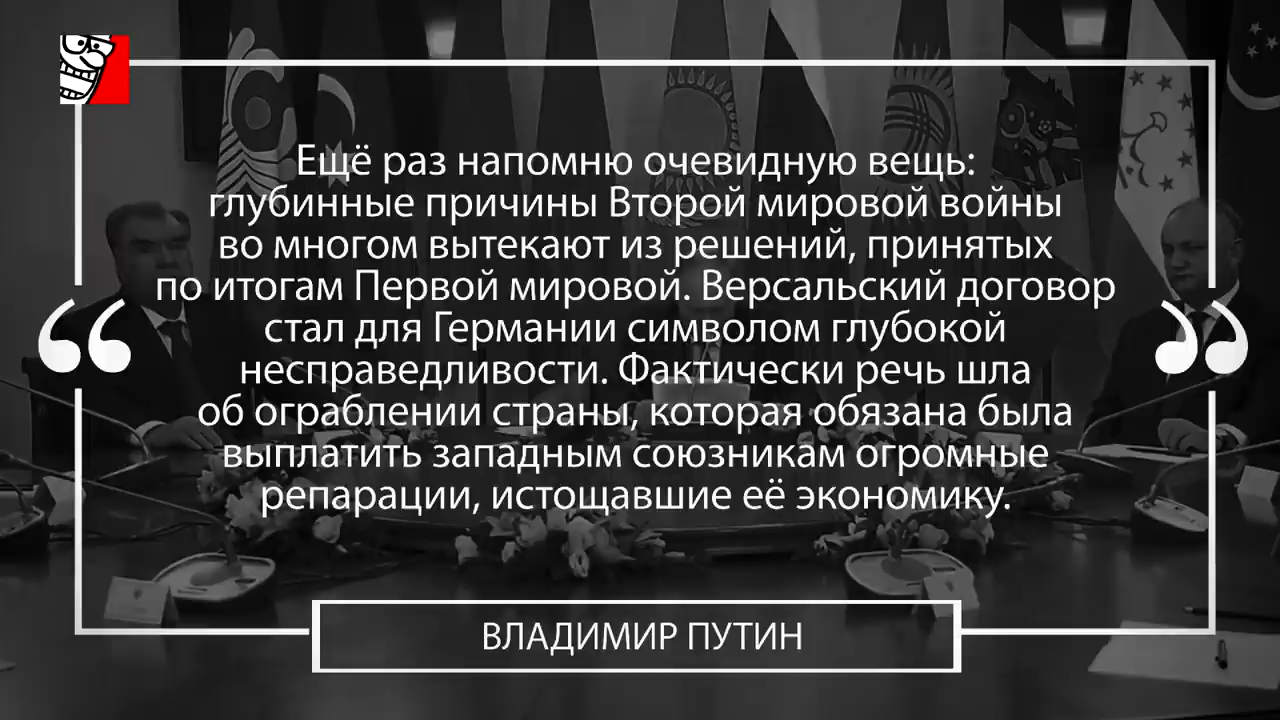 Ещё раз напомню очевидную вещь:
глубинные причины Второй мировой войны
во многом вытекают из решений, принятых
по итогам Первой мировой. Версальский договор
стал для Германии символом глубокой
несправедливости. Фактически речь шла
об ограблении страны, которая обязана была
выплатить западным союзникам огромные
репарации, истощавшие её экономику.
ВЛАДИМИР ПУТИН